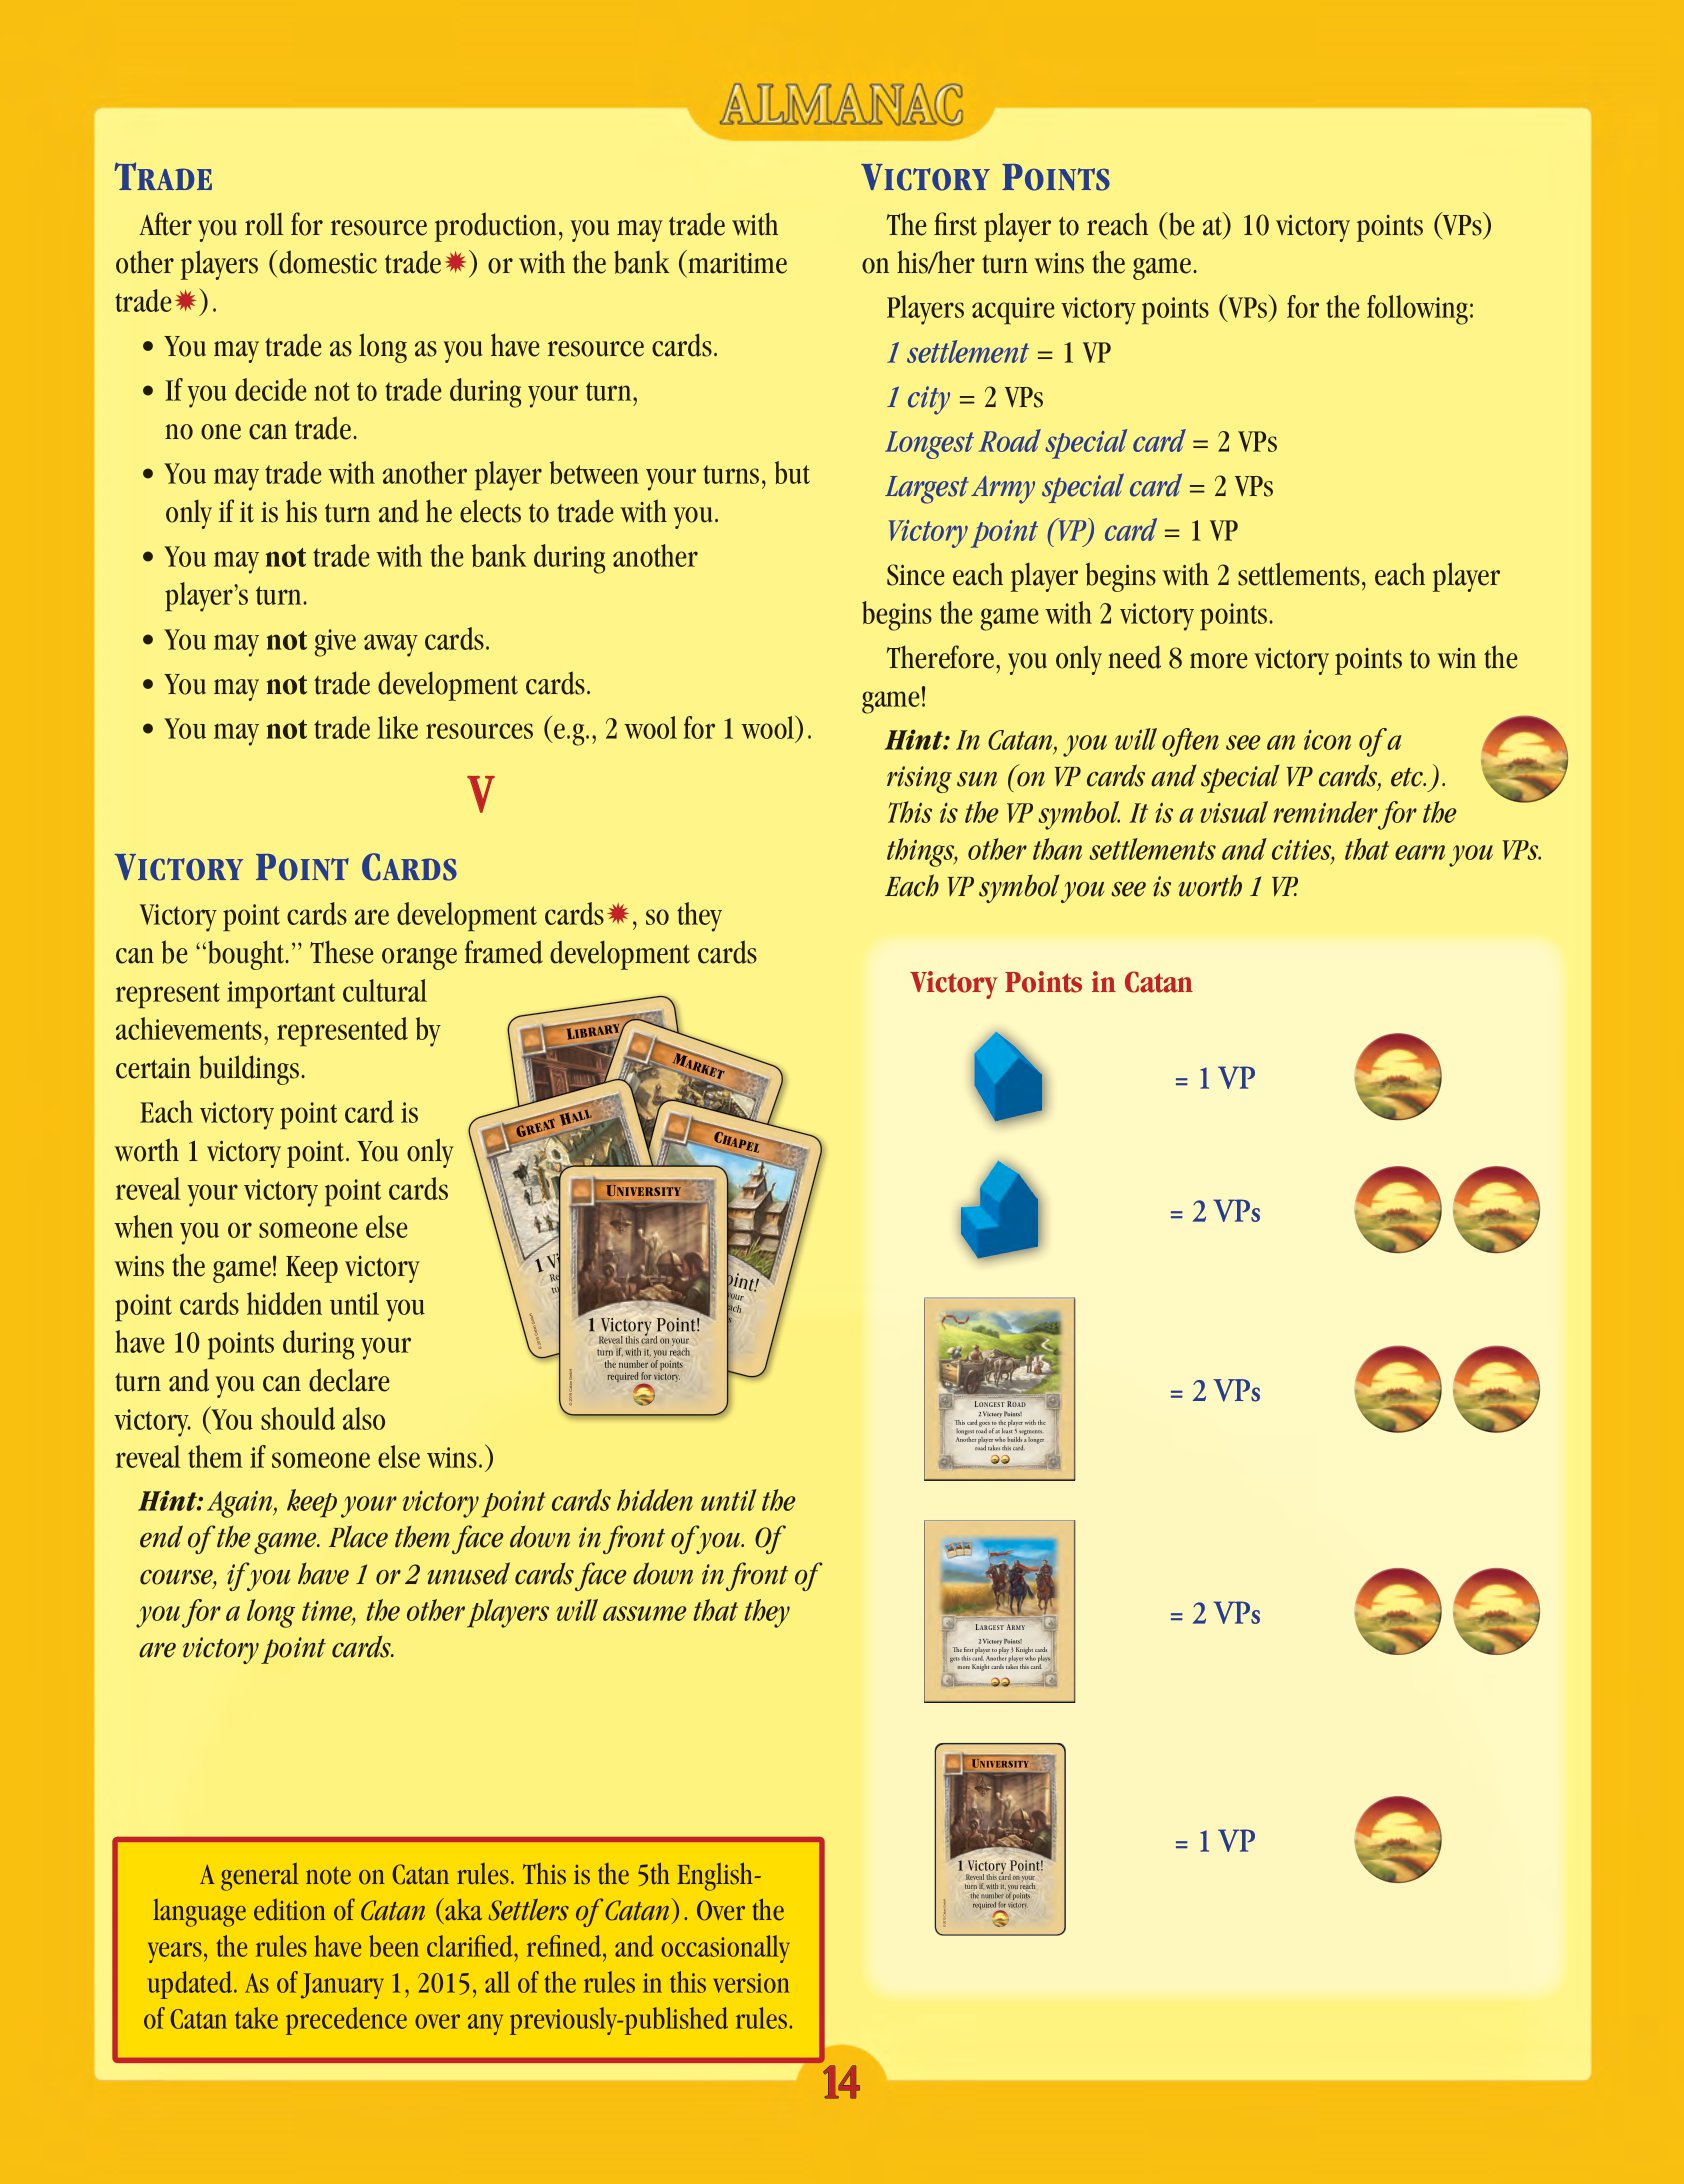 ALMANAC
TRADE
After you roll for resource production, you may trade with
other players (domestic trade✹) or with the bank (maritime
trade✹).
• You may trade as long as you have resource cards.
• If you decide not to trade during your turn,
no one can trade.
• You may trade with another player between your turns, but
only if it is his turn and he elects to trade with you.
• You may not trade with the bank during another
player's turn.
• You may not give away cards.
• You may not trade development cards.
• You may not trade like resources (e.g., 2 wool for 1 wool).
V
VICTORY POINT CARDS
Victory point cards are development cards✹, so they
can be “bought.” These orange framed development cards
represent important cultural
achievements, represented by
certain buildings.
Each victory point card is
worth 1 victory point. You only
reveal your victory point cards
when you or someone else
wins the game! Keep victory
point cards hidden until you
have 10 points during your
turn and you can declare
victory. (You should also
reveal them if someone else wins.)
LIBRARY
MARKET
GREAT HALL
CHAPEL
UNIVERSITY
1 Vi
Re
tu
oint!
your
ach
s
1 Victory Point!
Reveal this card on your
turn if, with it, you reach
the number of points
required for victory.
Hint: Again, keep your victory point cards hidden until the
end of the game. Place them face down in front of you. Of
course, if you have 1 or 2 unused cards face down in front of
you for a long time, the other players will assume that they
are victory point cards.
A general note on Catan rules. This is the 5th English-
language edition of Catan (aka Settlers of Catan). Over the
years, the rules have been clarified, refined, and occasionally
updated. As of January 1, 2015, all of the rules in this version
of Catan take precedence over any previously-published rules.
VICTORY POINTS
The first player to reach (be at) 10 victory points (VPs)
on his/her turn wins the game.
Players acquire victory points (VPs) for the following:
1 settlement = 1 VP
1 city = 2 VPs
Longest Road special card = 2 VPs
Largest Army special card = 2 VPs
Victory point (VP) card = 1 VP
Since each player begins with 2 settlements, each player
begins the game with 2 victory points.
Therefore, you only need 8 more victory points to win the
game!
Hint: In Catan, you will often see an icon of a
rising sun (on VP cards and special VP cards, etc.).
This is the VP symbol. It is a visual reminder for the
things, other than settlements and cities, that earn you VPs.
Each VP symbol you see is worth 1 VP.
Victory Points in Catan
= 1 VP
= 2 VPs
LONGEST ROAD
2 Victory Points!
This card goes to the player with the
longest road of at least 5 segments.
Another player who builds a longer
road takes this card.
= 2 VPs
LARGEST ARMY
2 Victory Points!
The first player to play 3 Knight cards
gets this card. Another player who plays
more Knight cards takes this card.
= 2 VPs
UNIVERSITY
1 Victory Point!
Reveal this card on your
turn if, with it, you reach
the number of points
required for victory.
= 1 VP
14